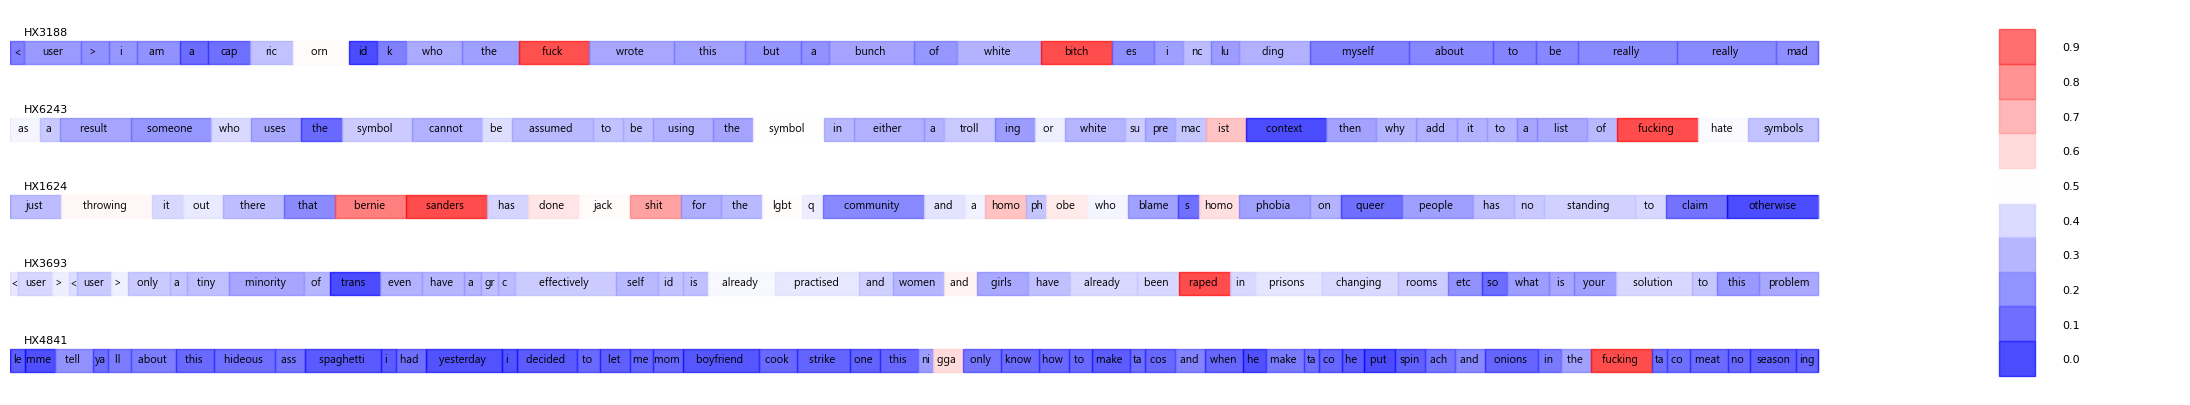 HX3188
< user > i am a cap ric orn id k who the fuck wrote this but a bunch of white bitch es i nc lu ding myself about to be really really mad
HX6243
as a result someone who uses the symbol cannot be assumed to be using the symbol in either a troll ing or white su pre mac ist context then why add it to a list of fucking hate symbols
HX1624
just throwing it out there that bernie sanders has done jack shit for the lgbt q community and a homo ph obe who blame s homo phobia on queer people has no standing to claim otherwise
HX3693
< user > < user > only a tiny minority of trans even have a gr c effectively self id is already practised and women and girls have already been raped in prisons changing rooms etc so what is your solution to this problem
HX4841
le mme tell ya ll about this hideous ass spaghetti i had yesterday i decided to let me mom boyfriend cook strike one this ni gga only know how to make ta cos and when he make ta co he put spin ach and onions in the fucking ta co meat no season ing
0.9
0.8
0.7
0.6
0.5
0.4
0.3
0.2
0.1
0.0